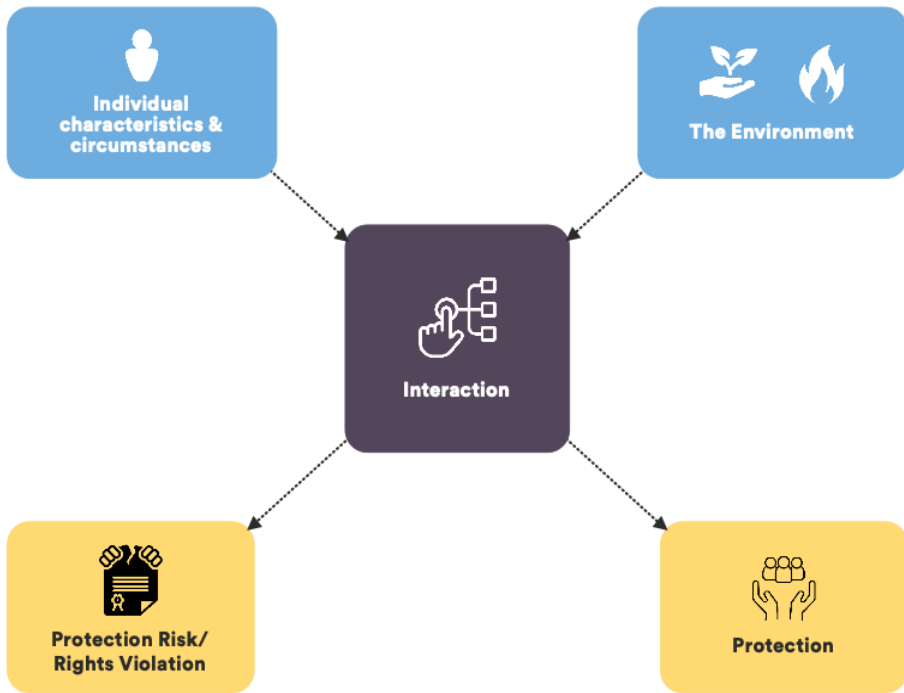 Individual
characteristics &
circumstances
The Environment
Interaction
Protection Risk/
Rights Violation
Protection